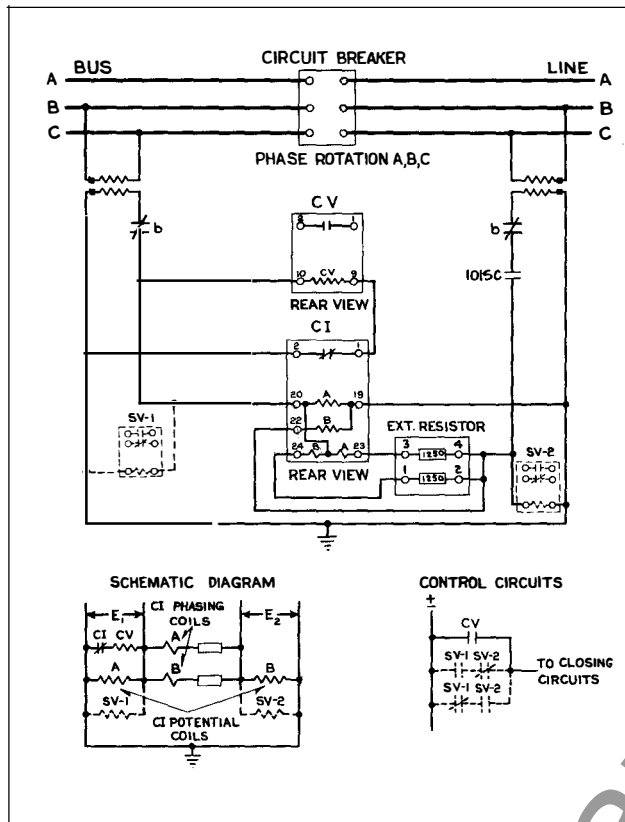 CIRCUIT BREAKER
BUS
LINE
A
A
B
B
C
C
PHASE ROTATION A,B,C
CV
2
1
b
b
10
CV
9
1015C
REAR VIEW
CI
2
1
20
A
19
SV-1
22
B
EXT. RESISTOR
24
B
A
23
3
1250
4
SV-2
REAR VIEW
1
1250
2
SCHEMATIC DIAGRAM
CONTROL CIRCUITS
E1
CI PHASING
COILS
E2
±
CI
CV
A
CV
A
B
B
SV-1
SV-2
TO CLOSING
CIRCUITS
SV-1
SV-2
SV-1
SV-2
CI POTENTIAL
COILS